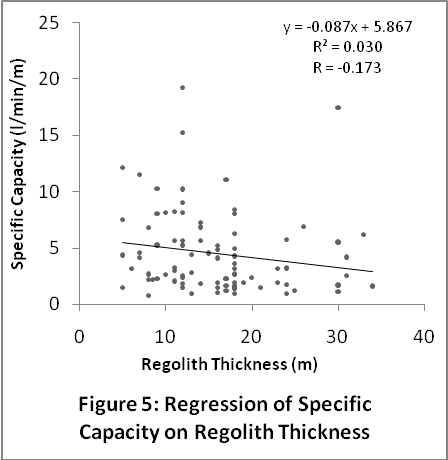 y = -0.087x + 5.867
R² = 0.030
R = -0.173
Specific Capacity (l/min/m)
25
20
15
10
5
0
0 10 20 30 40
Regolith Thickness (m)
Figure 5: Regression of Specific
Capacity on Regolith Thickness